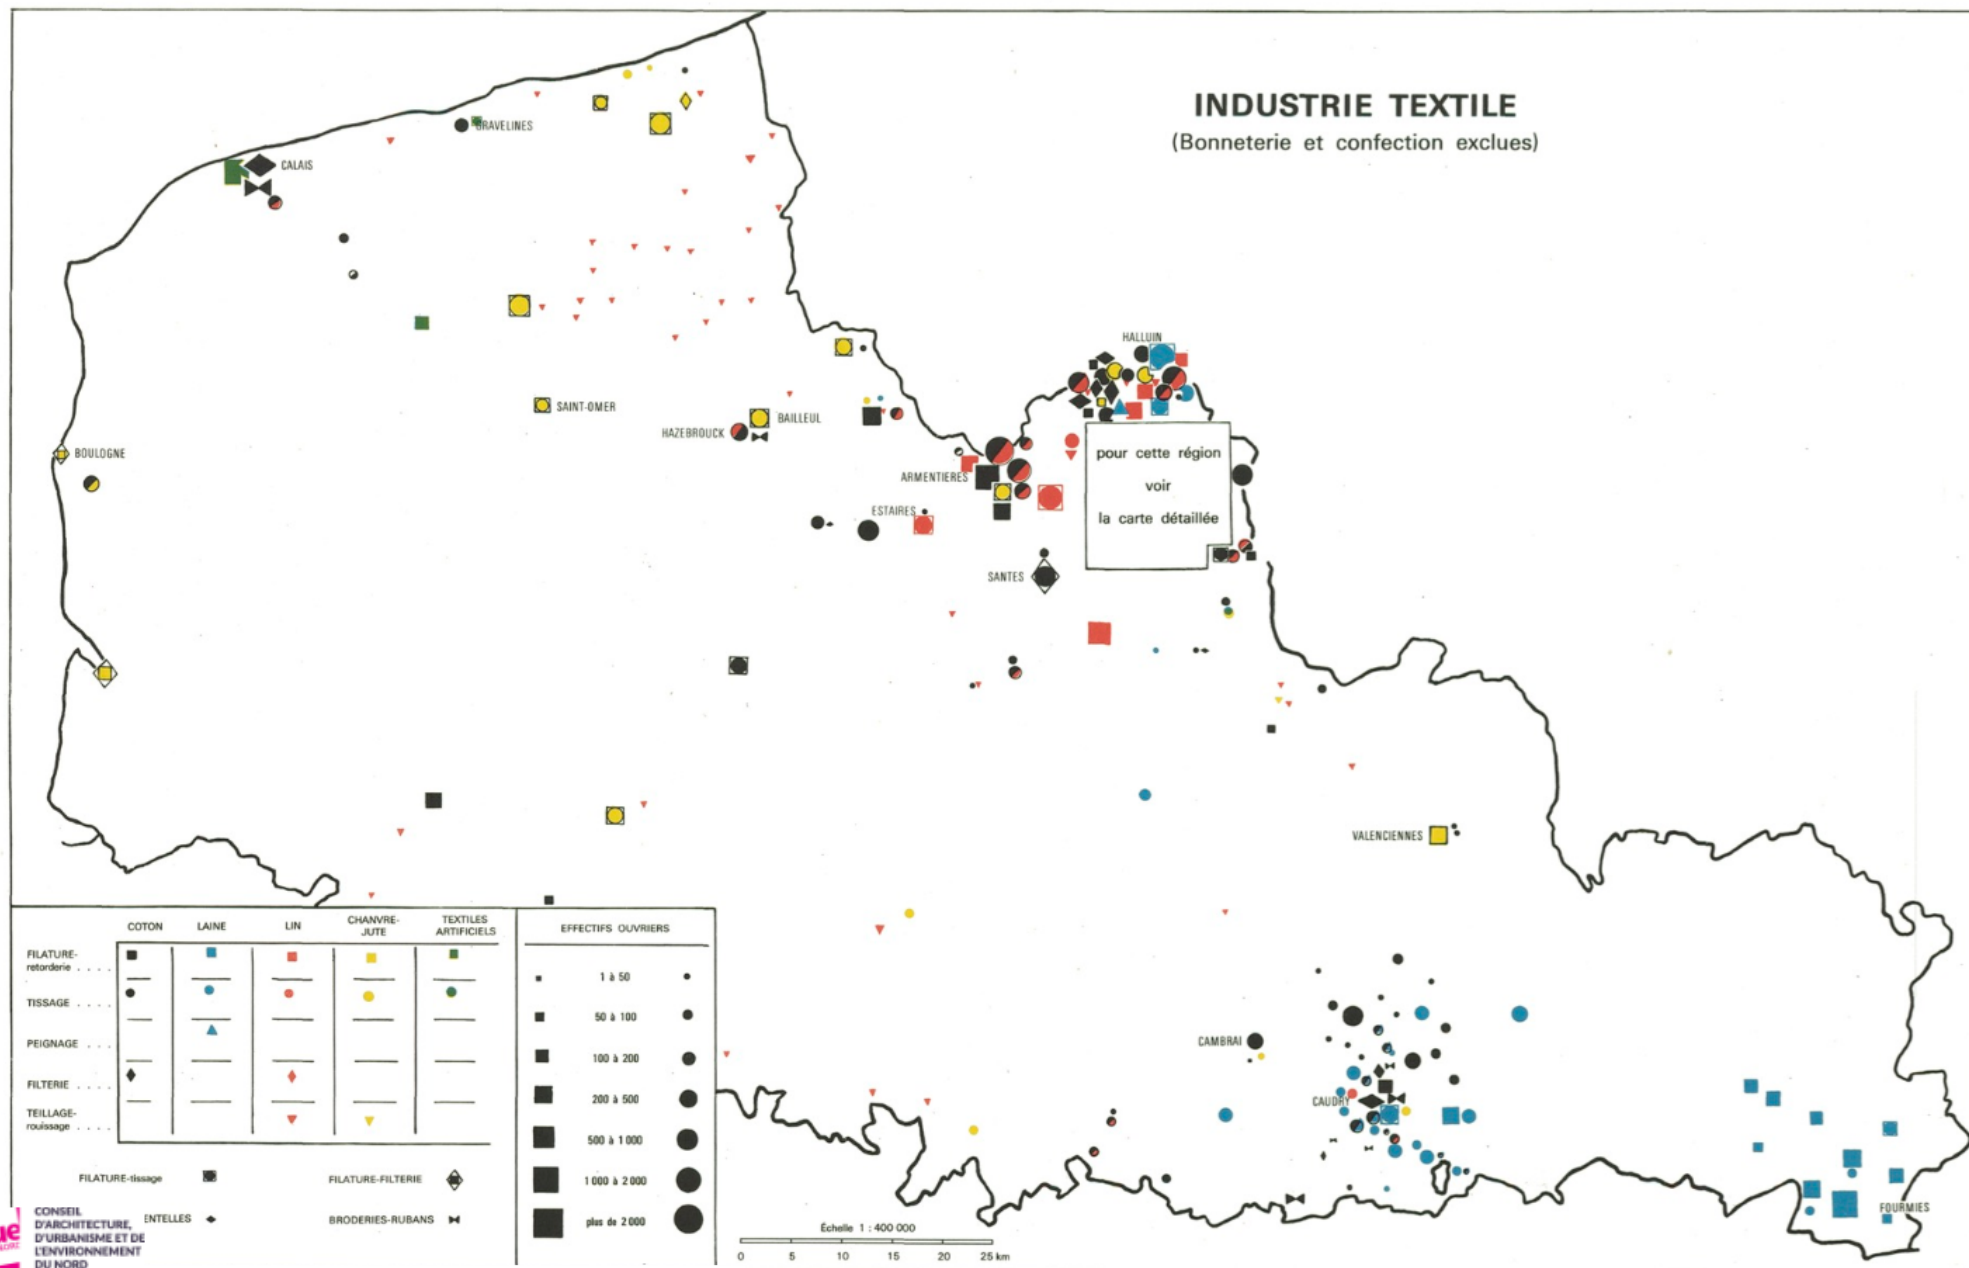 INDUSTRIE TEXTILE
(Bonneterie et confection exclues)
GRAVELINES
CALAIS
HALLUIN
SAINT-OMER
BAILLEUL
HAZEBROUCK
BOULOGNE
ARMENTIERES
ESTAIRES
pour cette région
voir
la carte détaillée
SANTES
VALENCIENNES
CAMBRAI
CAUDRY
FOURMIES
COTON
LAINE
LIN
CHANVRE-
JUTE
TEXTILES
ARTIFICIELS
FILATURE-
retorderie . . . .
TISSAGE . . . .
PEIGNAGE . . .
FILTERIE . . . .
TEILLAGE-
rouissage . . . .
FILATURE-tissage
FILATURE-FILTERIE
ENTELLES
BRODERIES-RUBANS
EFFECTIFS OUVRIERS
1 à 50
50 à 100
100 à 200
200 à 500
500 à 1 000
1 000 à 2 000
plus de 2 000
Échelle 1 : 400 000
0 5 10 15 20 25 km
CONSEIL
D'ARCHITECTURE,
D'URBANISME ET DE
L'ENVIRONNEMENT
DU NORD